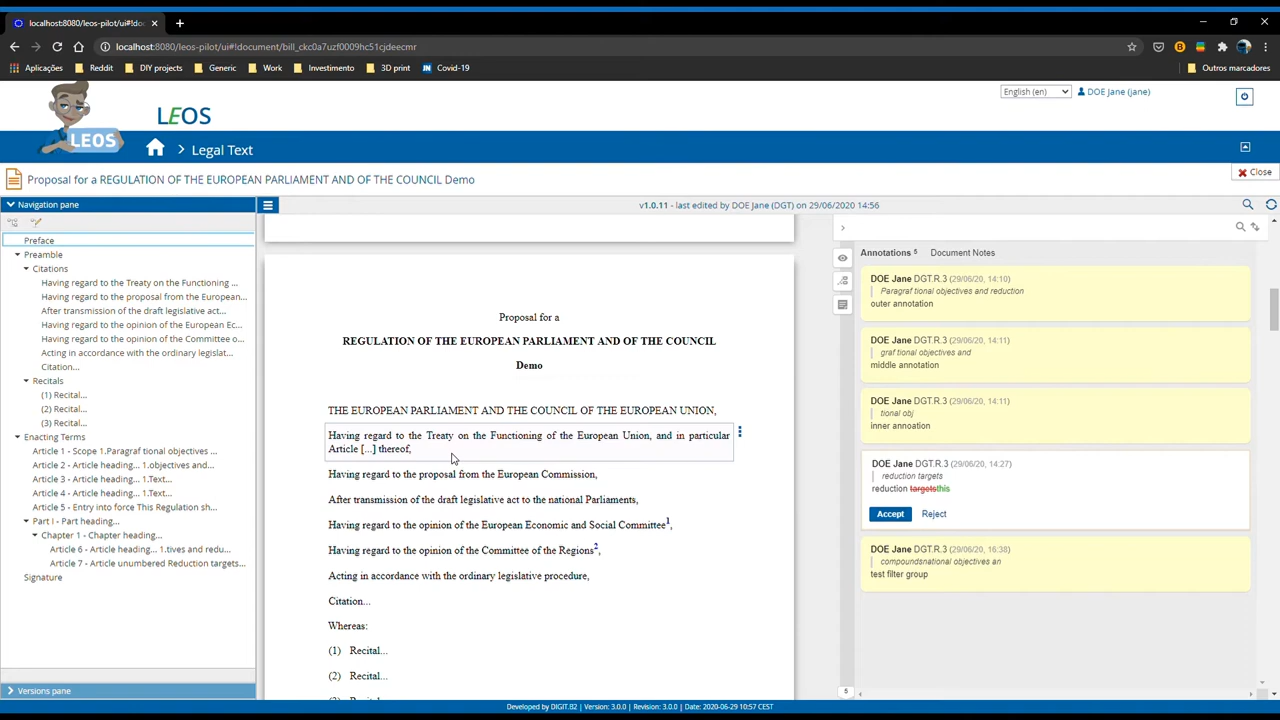 localhost:8080/leos-pilot/ui#!doc
localhost:8080/leos-pilot/ui#!document/bill_ckc0a7uzf0009hc51cjdeecmr
Aplicações Reddit DIY projects Generic Work Investimento 3D print Covid-19 Outros marcadores
LEOS
LEOS
English (en) DOE Jane (jane)
> Legal Text
Proposal for a REGULATION OF THE EUROPEAN PARLIAMENT AND OF THE COUNCIL Demo
Close
Navigation pane
Preface
Preamble
Citations
Having regard to the Treaty on the Functioning ...
Having regard to the proposal from the European...
After transmission of the draft legislative act...
Having regard to the opinion of the European Ec...
Having regard to the opinion of the Committee o...
Acting in accordance with the ordinary legislat...
Citation...
Recitals
(1) Recital...
(2) Recital...
(3) Recital...
Enacting Terms
Article 1 - Scope 1.Paragraf tional objectives ...
Article 2 - Article heading... 1.objectives and...
Article 3 - Article heading... 1.Text...
Article 4 - Article heading... 1.Text...
Article 5 - Entry into force This Regulation sh...
Part I - Part heading...
Chapter 1 - Chapter heading...
Article 6 - Article heading... 1.tives and redu...
Article 7 - Article unumbered Reduction targets...
Signature
Versions pane
v1.0.11 - last edited by DOE Jane (DGT) on 29/06/2020 14:56
Proposal for a
REGULATION OF THE EUROPEAN PARLIAMENT AND OF THE COUNCIL
Demo
THE EUROPEAN PARLIAMENT AND THE COUNCIL OF THE EUROPEAN UNION,
Having regard to the Treaty on the Functioning of the European Union, and in particular
Article [...] thereof,
Having regard to the proposal from the European Commission,
After transmission of the draft legislative act to the national Parliaments,
Having regard to the opinion of the European Economic and Social Committee1,
Having regard to the opinion of the Committee of the Regions2,
Acting in accordance with the ordinary legislative procedure,
Citation...
Whereas:
(1) Recital...
(2) Recital...
Annotations 5 Document Notes
DOE Jane DGT.R.3 (29/06/20, 14:10)
Paragraf tional objectives and reduction
outer annotation
DOE Jane DGT.R.3 (29/06/20, 14:11)
graf tional objectives and
middle annotation
DOE Jane DGT.R.3 (29/06/20, 14:11)
tional obj
inner annoation
DOE Jane DGT.R.3 (29/06/20, 14:27)
reduction targets
reduction targetsthis
Accept Reject
DOE Jane DGT.R.3 (29/06/20, 16:38)
compoundsnational objectives an
test filter group
5
Developed by DIGIT.B2 | Version: 3.0.0 | Revision: 3.0.0 | Date: 2020-06-29 10:57 CEST